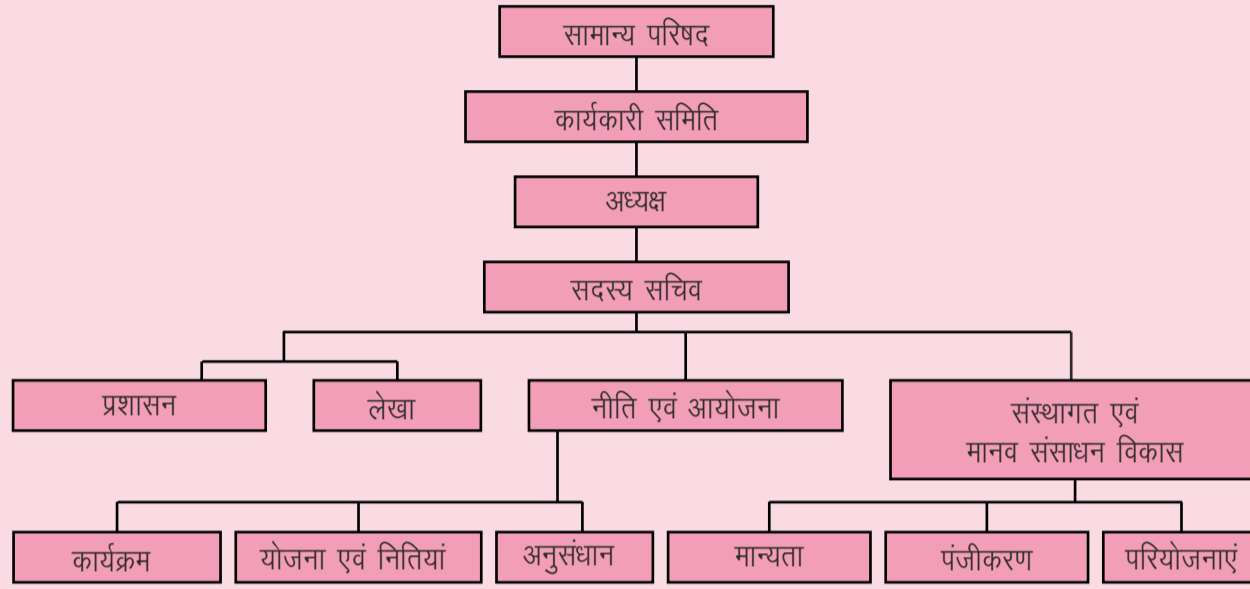 सामान्य परिषद
कार्यकारी समिति
अध्यक्ष
सदस्य सचिव
प्रशासन
लेखा
नीति एवं आयोजना
संस्थागत एवं
मानव संसाधन विकास
कार्यक्रम
योजना एवं नितियां
अनुसंधान
मान्यता
पंजीकरण
परियोजनाएं